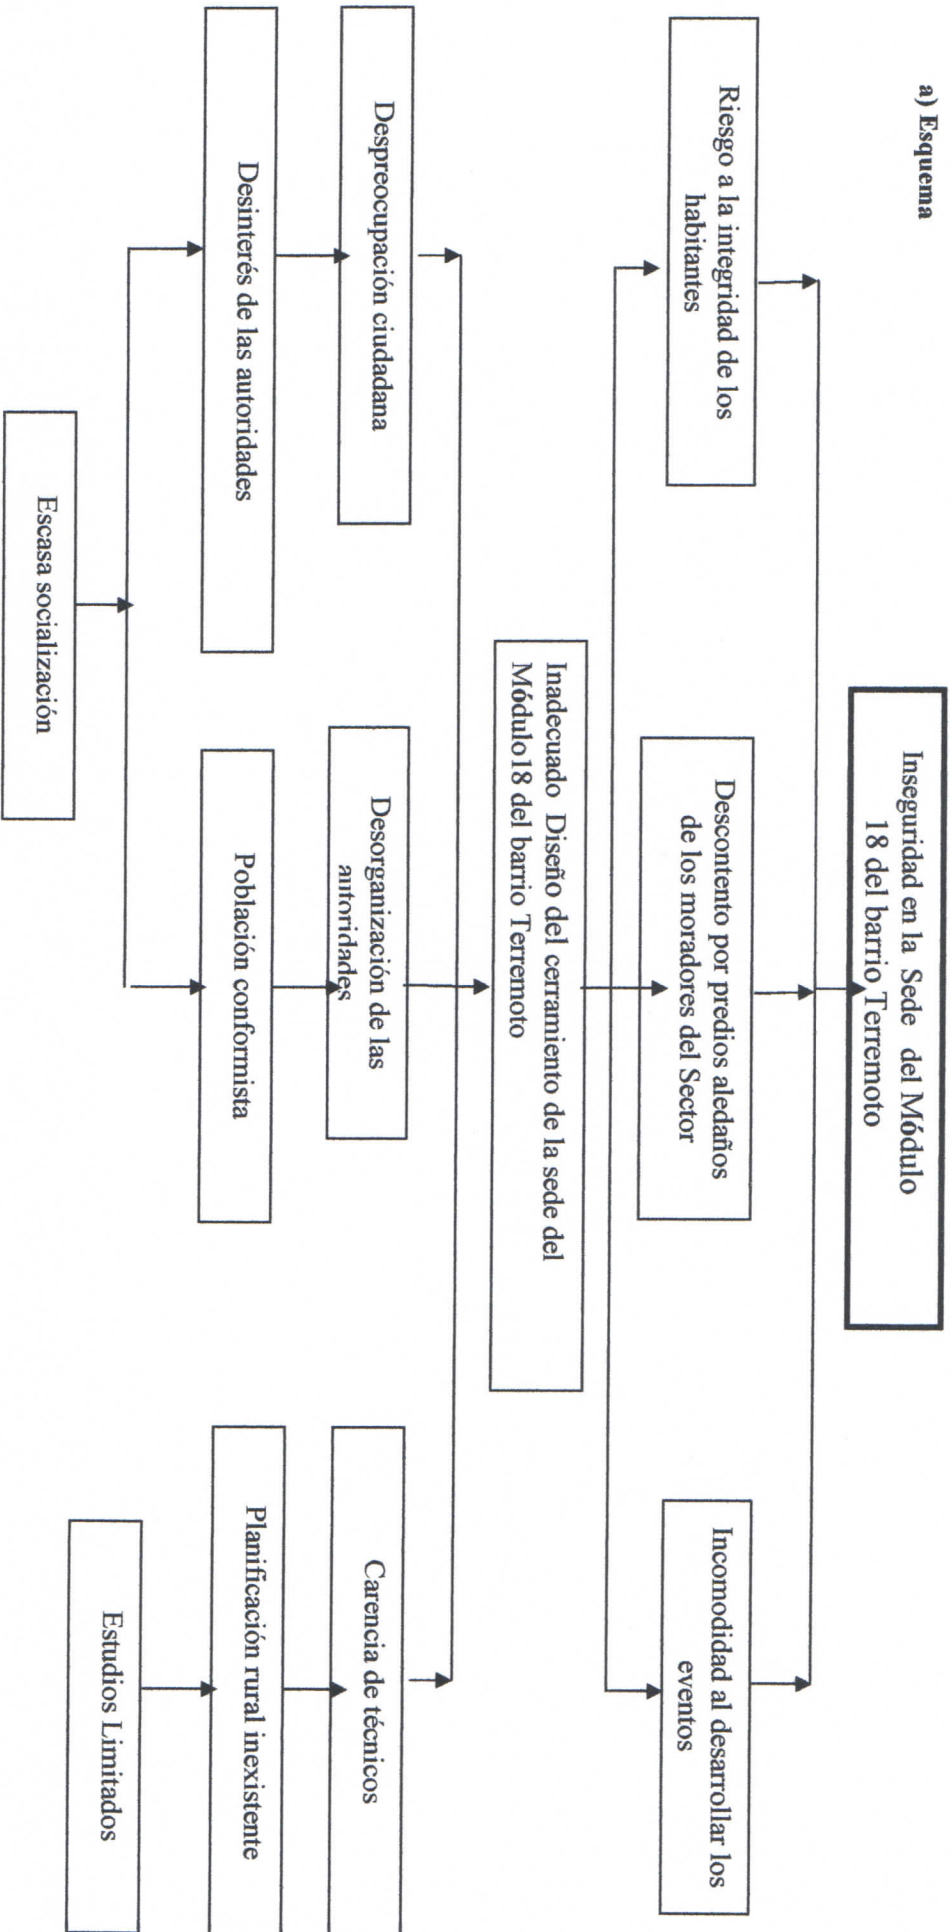 a) Esquema
Inseguridad en la Sede del Módulo
18 del barrio Terremoto
Riesgo a la integridad de los
habitantes
Descontento por predios aledaños
de los moradores del Sector
Incomodidad al desarrollar los
eventos
Inadecuado Diseño del cerramiento de la sede del
Módulo18 del barrio Terremoto
Despreocupación ciudadana
Desorganización de las
autoridades
Carencia de técnicos
Desinterés de las autoridades
Población conformista
Planificación rural inexistente
Escasa socialización
Estudios Limitados